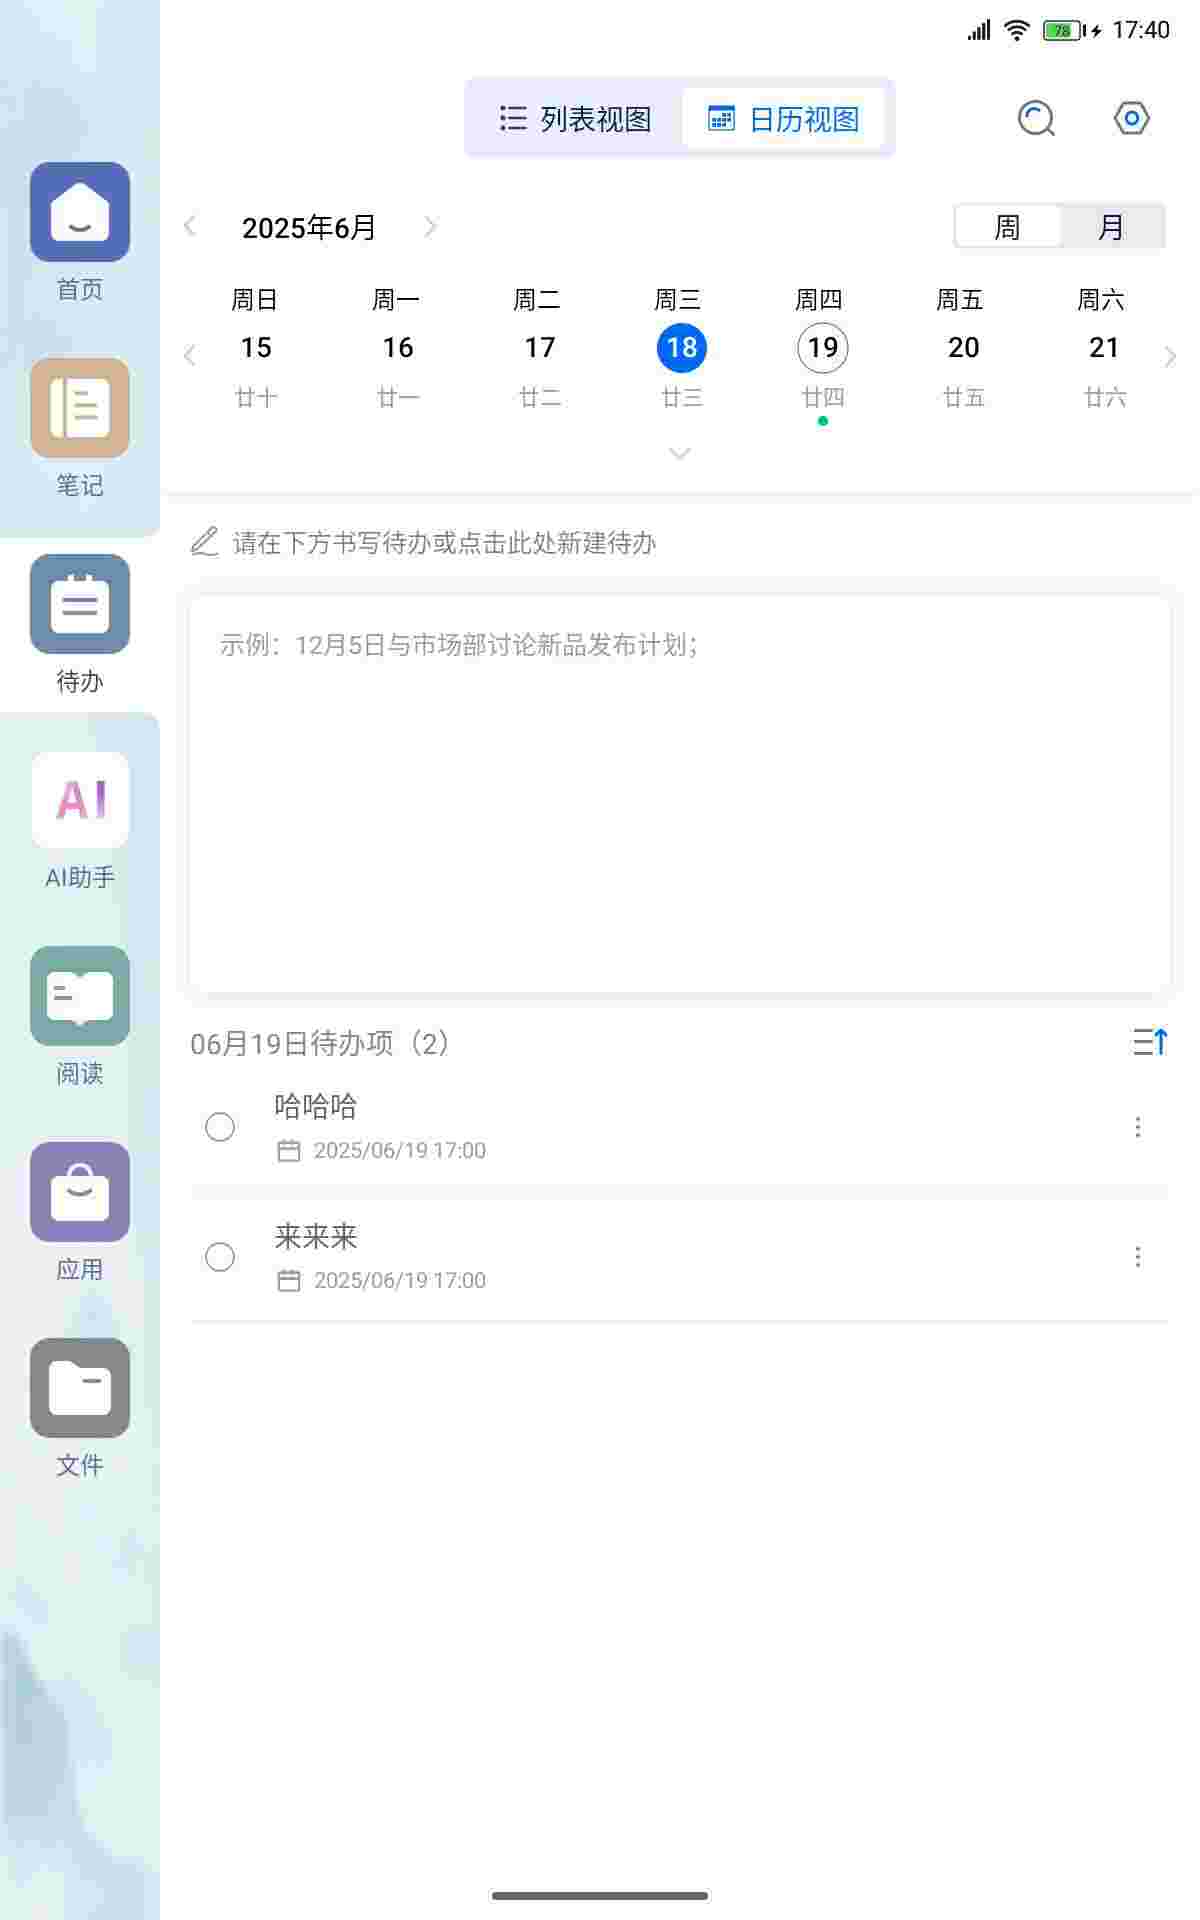 78 17:40
列表视图 日历视图
2025年6月 周 月
周日 周一 周二 周三 周四 周五 周六
15 16 17 18 19 20 21
廿十 廿一 廿二 廿三 廿四 廿五 廿六
请在下方书写待办或点击此处新建待办
示例：12月5日与市场部讨论新品发布计划；
06月19日待办项（2）
哈哈哈
2025/06/19 17:00
来来来
2025/06/19 17:00
首页
笔记
待办
AI
AI助手
阅读
应用
文件